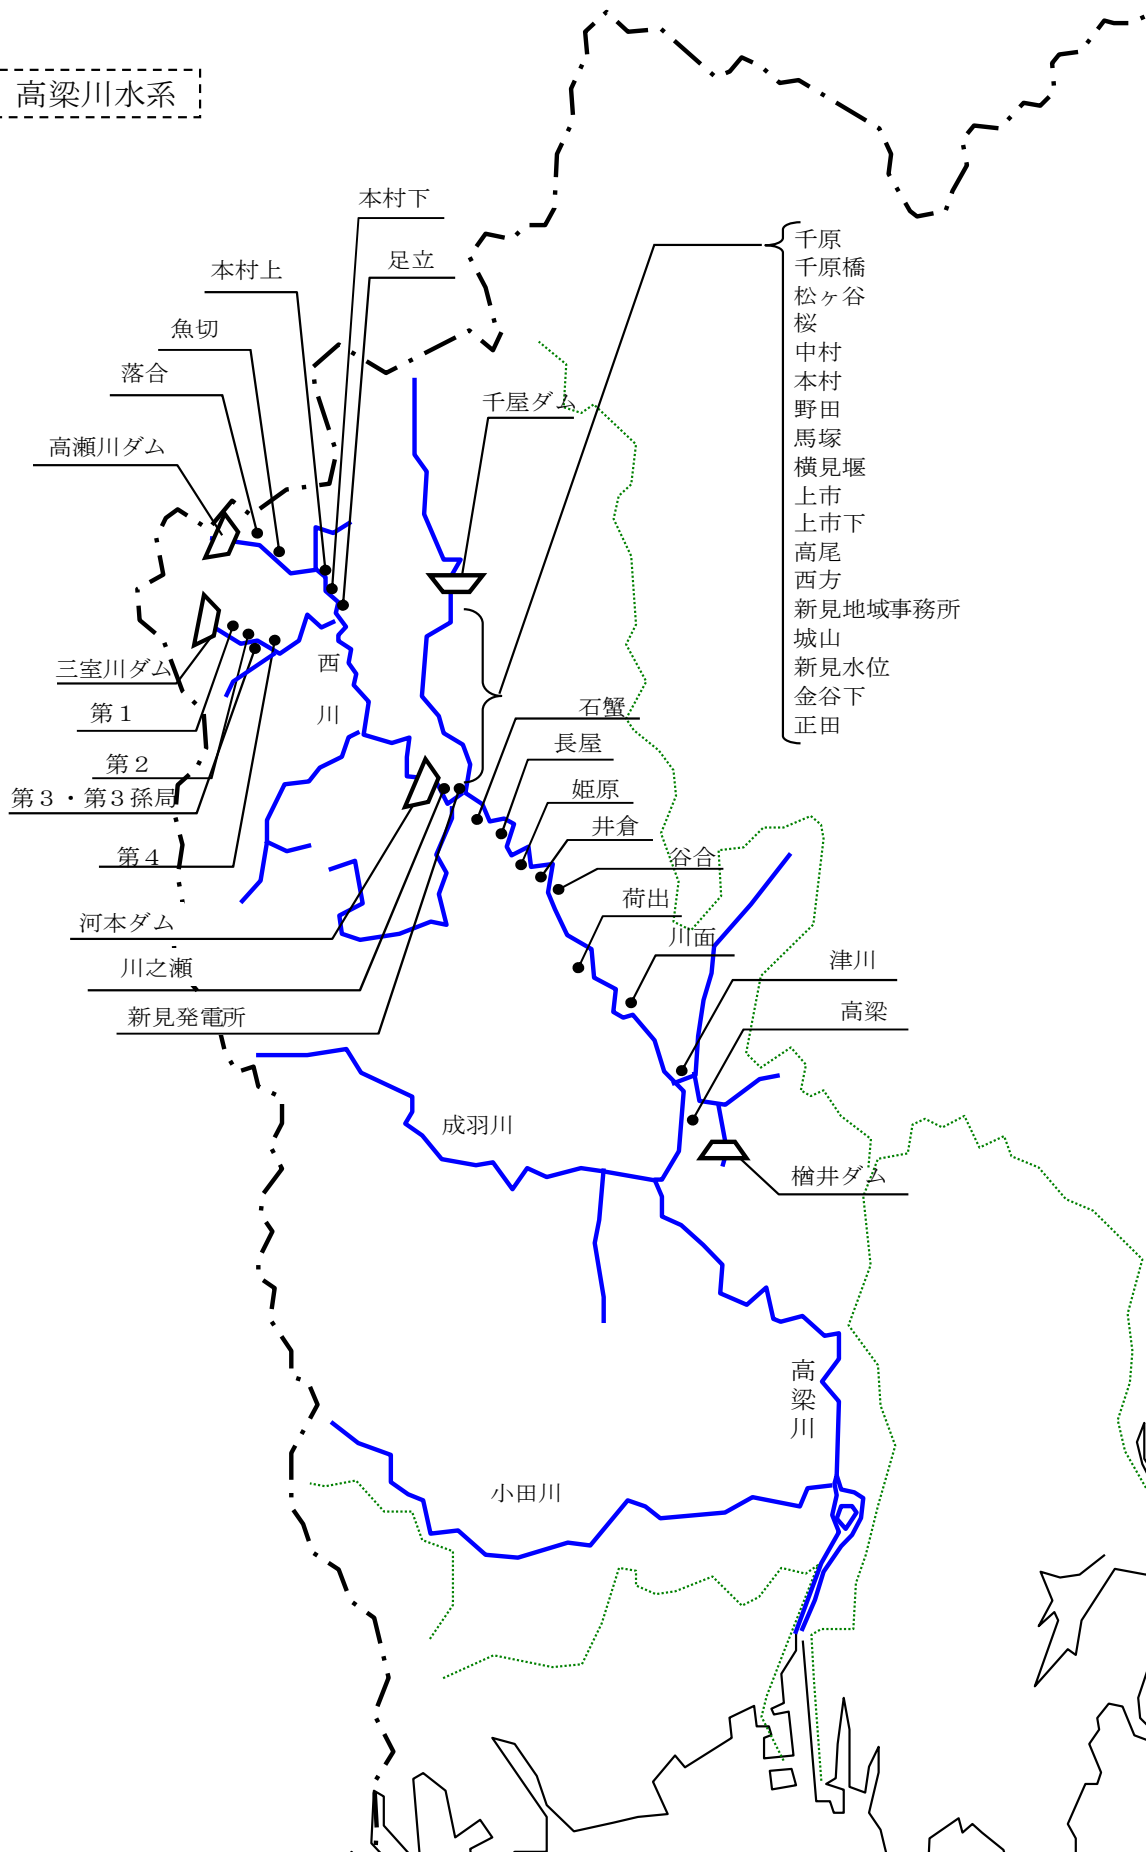 高梁川水系
本村下
足立
本村上
魚切
落合
高瀬川ダム
千屋ダム
千原
千原橋
松ヶ谷
桜
中村
本村
野田
馬塚
横見堰
上市
上市下
高尾
西方
新見地域事務所
城山
新見水位
金谷下
正田
三室川ダム
第１
第２
第３・第３孫局
第４
西
川
石蟹
長屋
姫原
井倉
谷合
荷出
川面
津川
高梁
河本ダム
川之瀬
新見発電所
成羽川
楢井ダム
高
梁
川
小田川